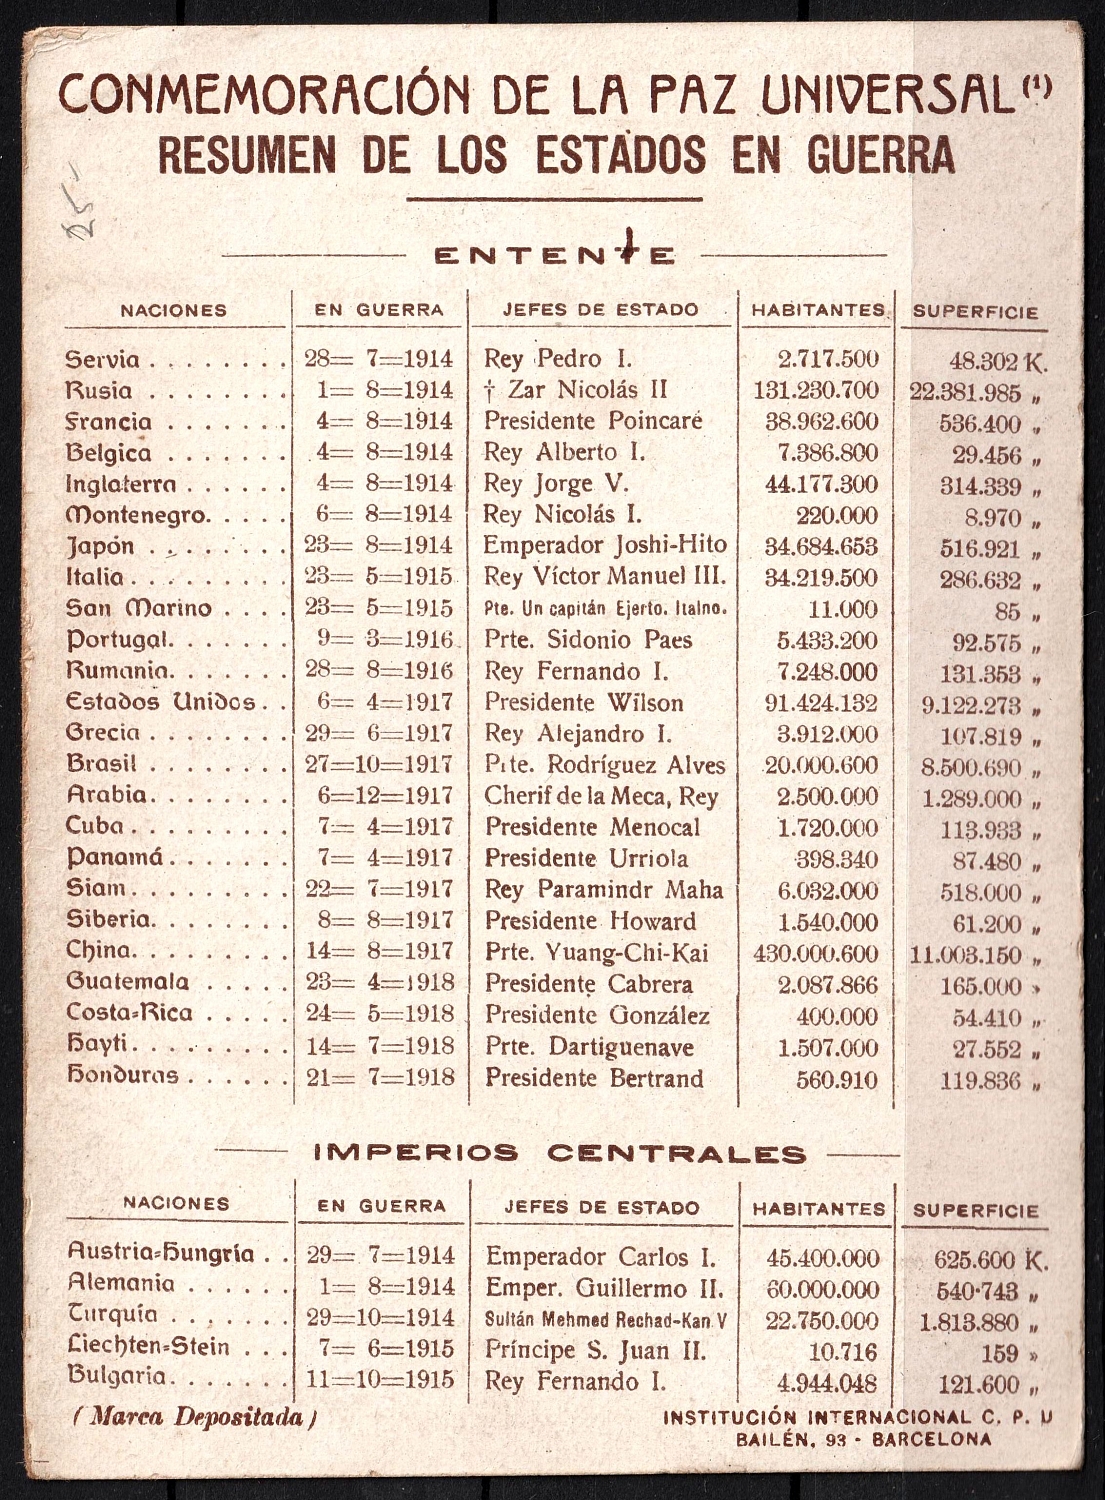 CONMEMORACIÓN DE LA PAZ UNIVERSAL (1)
RESUMEN DE LOS ESTADOS EN GUERRA
25
ENTENTE
NACIONES EN GUERRA JEFES DE ESTADO HABITANTES SUPERFICIE
Servia . . . . . . . . 28= 7=1914 Rey Pedro I. 2.717.500 48.302 K.
Rusia . . . . . . . . 1= 8=1914 † Zar Nicolás II 131.230.700 22.381.985 „
Francia . . . . . . . 4= 8=1914 Presidente Poincaré 38.962.600 536.400 „
Belgica . . . . . . . 4= 8=1914 Rey Alberto I. 7.386.800 29.456 „
Inglaterra . . . . . . 4= 8=1914 Rey Jorge V. 44.177.300 314.339 „
Montenegro. . . . . 6= 8=1914 Rey Nicolás I. 220.000 8.970 „
Japón . . . . . . . . 23= 8=1914 Emperador Joshi-Hito 34.684.653 516.921 „
Italia . . . . . . . . . 23= 5=1915 Rey Víctor Manuel III. 34.219.500 286.632 „
San Marino . . . . 23= 5=1915 Pte. Un capitán Ejerto. Italno. 11.000 85 „
Portugal. . . . . . . 9= 3=1916 Prte. Sidonio Paes 5.433.200 92.575 „
Rumania. . . . . . . 28= 8=1916 Rey Fernando I. 7.248.000 131.353 „
Estados Unidos . . 6= 4=1917 Presidente Wilson 91.424.132 9.122.273 „
Grecia . . . . . . . . 29= 6=1917 Rey Alejandro I. 3.912.000 107.819 „
Brasil . . . . . . . . 27=10=1917 Prte. Rodríguez Alves 20.000.600 8.500.690 „
Arabia. . . . . . . . 6=12=1917 Cherif de la Meca, Rey 2.500.000 1.289.000 „
Cuba . . . . . . . . . 7= 4=1917 Presidente Menocal 1.720.000 113.933 „
Panamá . . . . . . . 7= 4=1917 Presidente Urriola 398.340 87.480 „
Siam. . . . . . . . . 22= 7=1917 Rey Paramindr Maha 6.032.000 518.000 „
Siberia. . . . . . . . 8= 8=1917 Presidente Howard 1.540.000 61.200 „
China. . . . . . . . . 14= 8=1917 Prte. Yuang-Chi-Kai 430.000.600 11.003.150 „
Guatemala . . . . . 23= 4=1918 Presidente Cabrera 2.087.866 165.000 »
Costa=Rica . . . . . 24= 5=1918 Presidente González 400.000 54.410 „
Hayti. . . . . . . . . 14= 7=1918 Prte. Dartiguenave 1.507.000 27.552 „
Honduras . . . . . . 21= 7=1918 Presidente Bertrand 560.910 119.836 „
IMPERIOS CENTRALES
NACIONES EN GUERRA JEFES DE ESTADO HABITANTES SUPERFICIE
Austria=Hungría . . 29= 7=1914 Emperador Carlos I. 45.400.000 625.600 K.
Alemania . . . . . . 1= 8=1914 Emper. Guillermo II. 60.000.000 540·743 „
Turquía . . . . . . . 29=10=1914 Sultán Mehmed Rechad-Kan V 22.750.000 1.813.880 „
Liechten=Stein . . . 7= 6=1915 Príncipe S. Juan II. 10.716 159 »
Bulgaria. . . . . . . 11=10=1915 Rey Fernando I. 4.944.048 121.600 „
(Marca Depositada)
INSTITUCIÓN INTERNACIONAL C. P. U
BAILÉN, 93 - BARCELONA